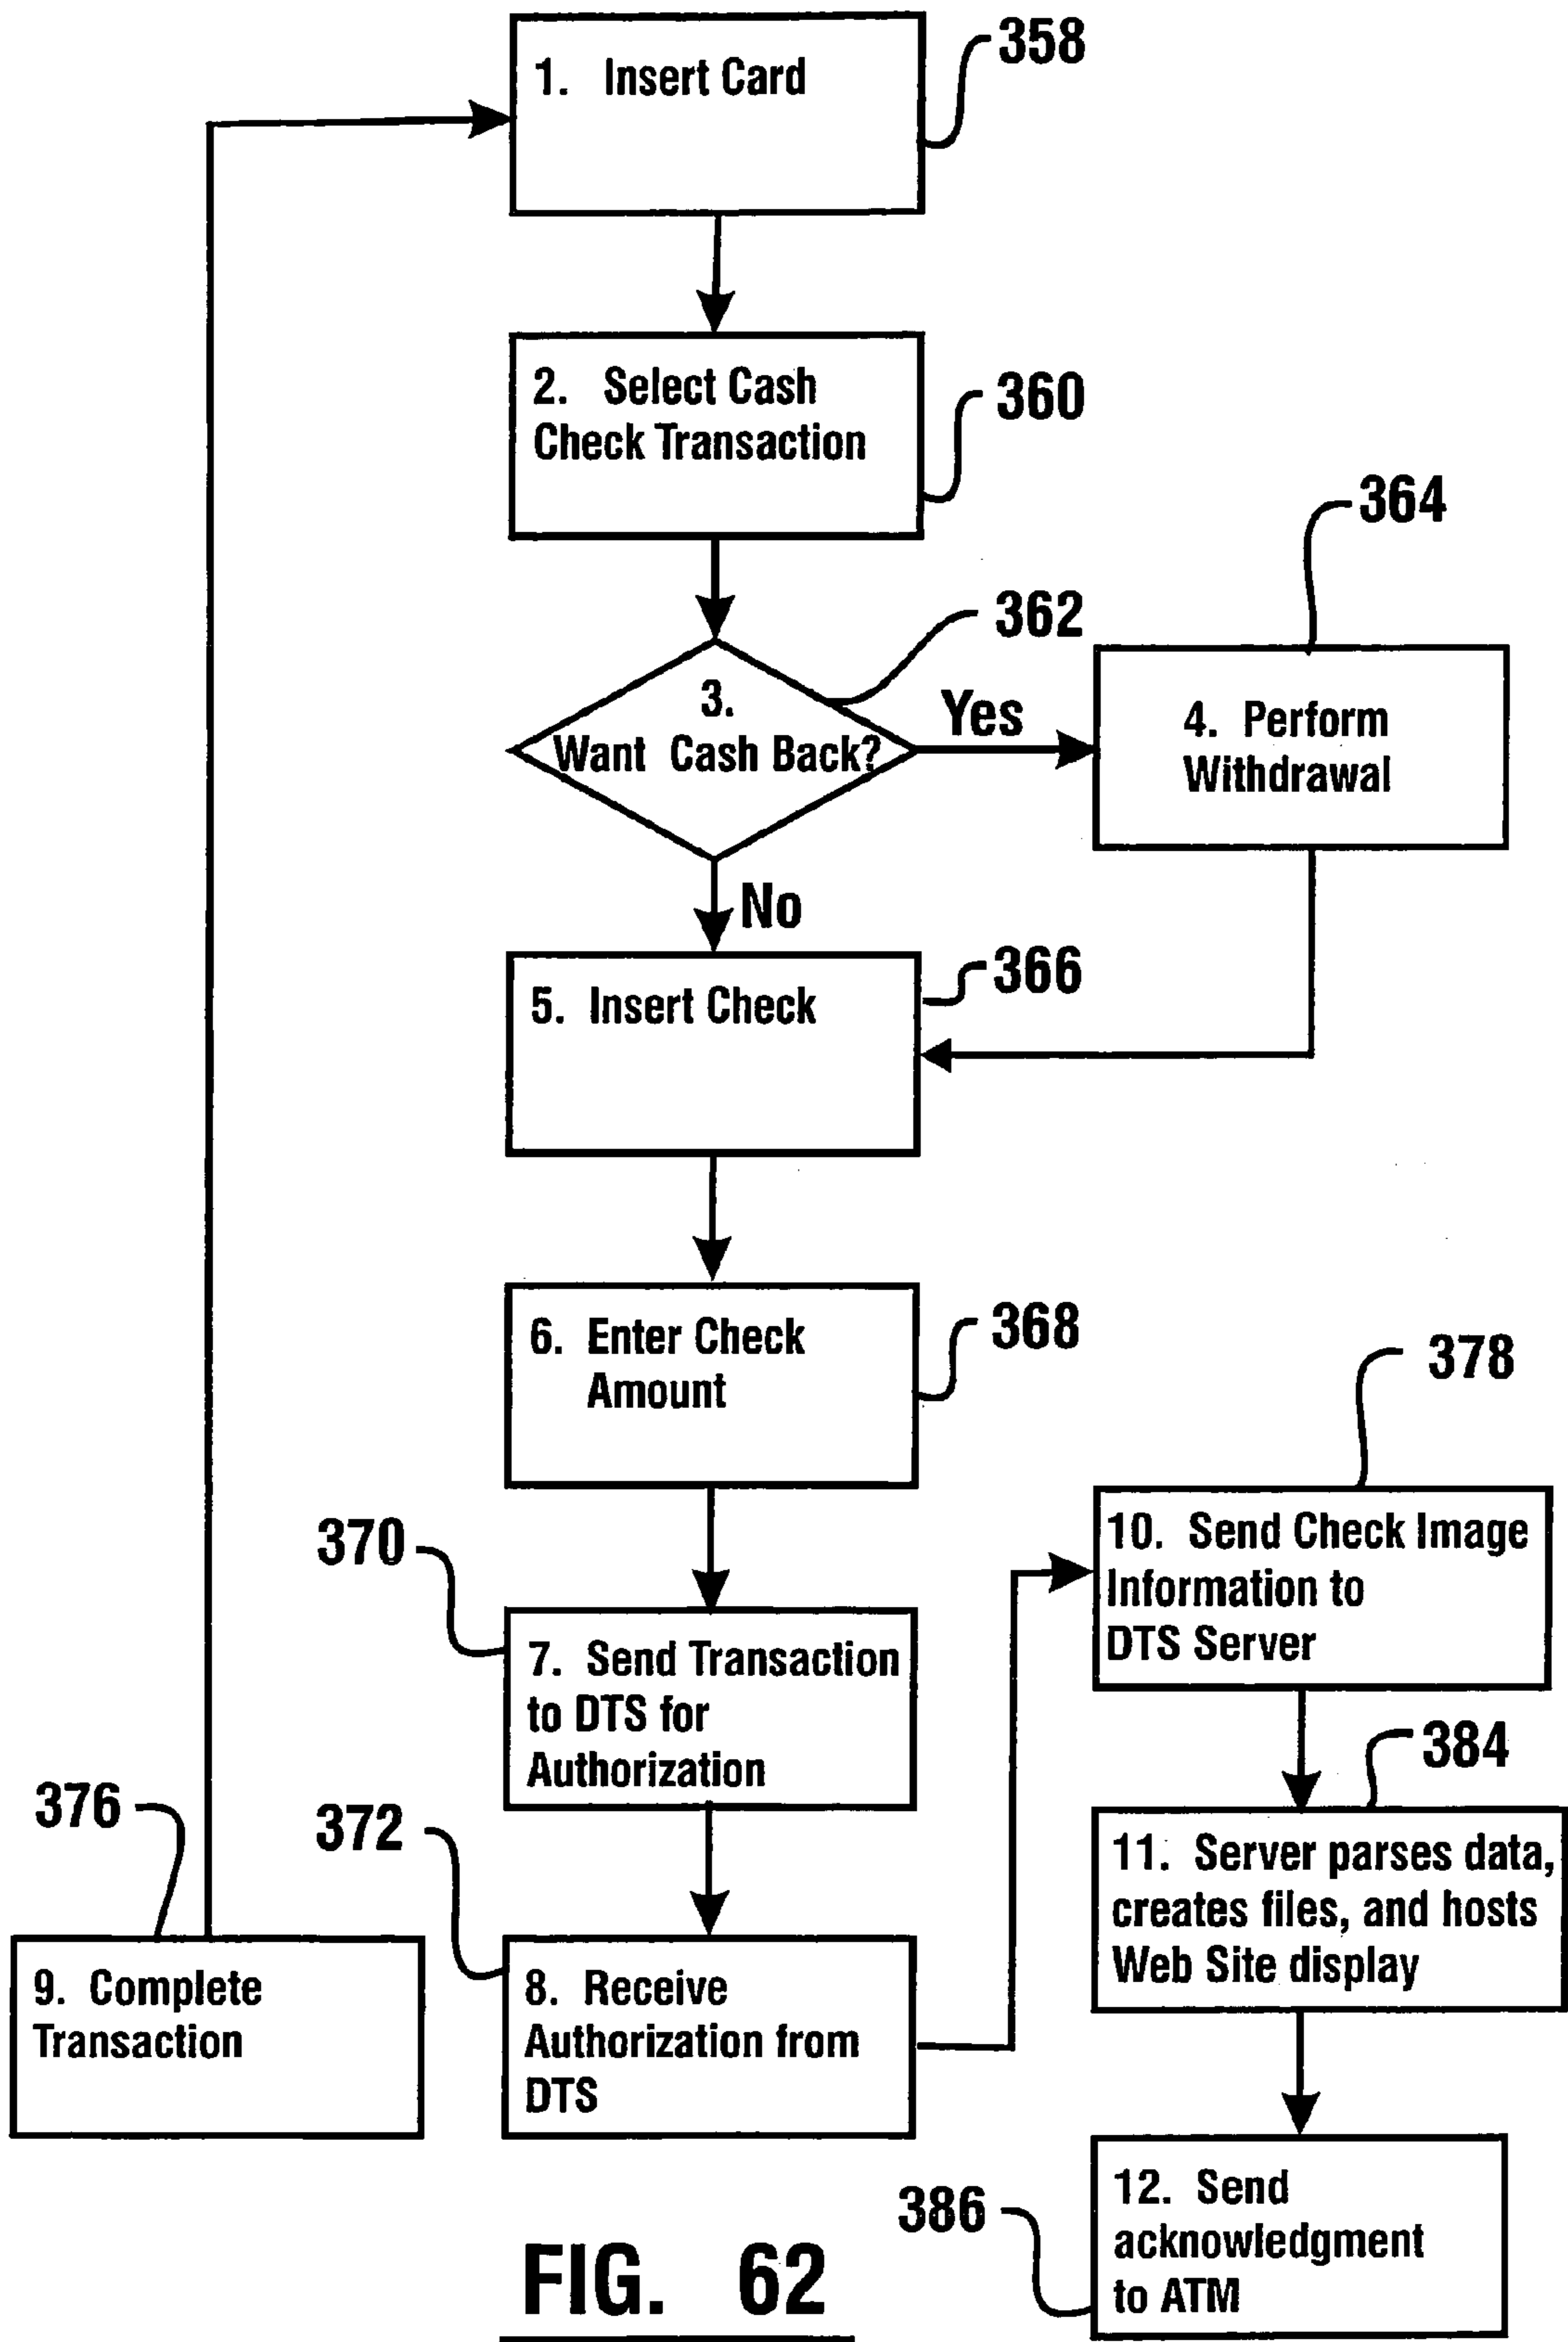 358
1. Insert Card
2. Select Cash
Check Transaction
360
364
362
3.
Want Cash Back?
Yes
4. Perform
Withdrawal
No
366
5. Insert Check
6. Enter Check
Amount
368
378
370
10. Send Check Image
Information to
DTS Server
7. Send Transaction
to DTS for
Authorization
384
376
372
11. Server parses data,
creates files, and hosts
Web Site display
9. Complete
Transaction
8. Receive
Authorization from
DTS
12. Send
acknowledgment
to ATM
386
FIG. 62